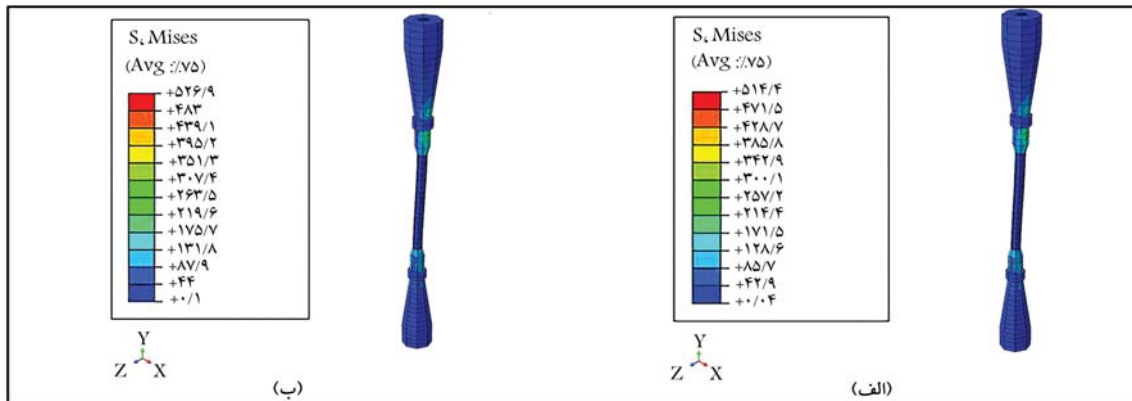 S، Mises
(Avg :٪۷۵)
+۵۱۴/۴
+۴۷۱/۵
+۴۲۸/۷
+۳۸۵/۸
+۳۴۲/۹
+۳۰۰/۱
+۲۵۷/۲
+۲۱۴/۴
+۱۷۱/۵
+۱۲۸/۶
+۸۵/۷
+۴۲/۹
+۰/۰۴
Y
Z X
(الف)
S، Mises
(Avg :٪۷۵)
+۵۲۶/۹
+۴۸۳
+۴۳۹/۱
+۳۹۵/۲
+۳۵۱/۳
+۳۰۷/۴
+۲۶۳/۵
+۲۱۹/۶
+۱۷۵/۷
+۱۳۱/۸
+۸۷/۹
+۴۴
+۰/۱
Y
Z X
(ب)